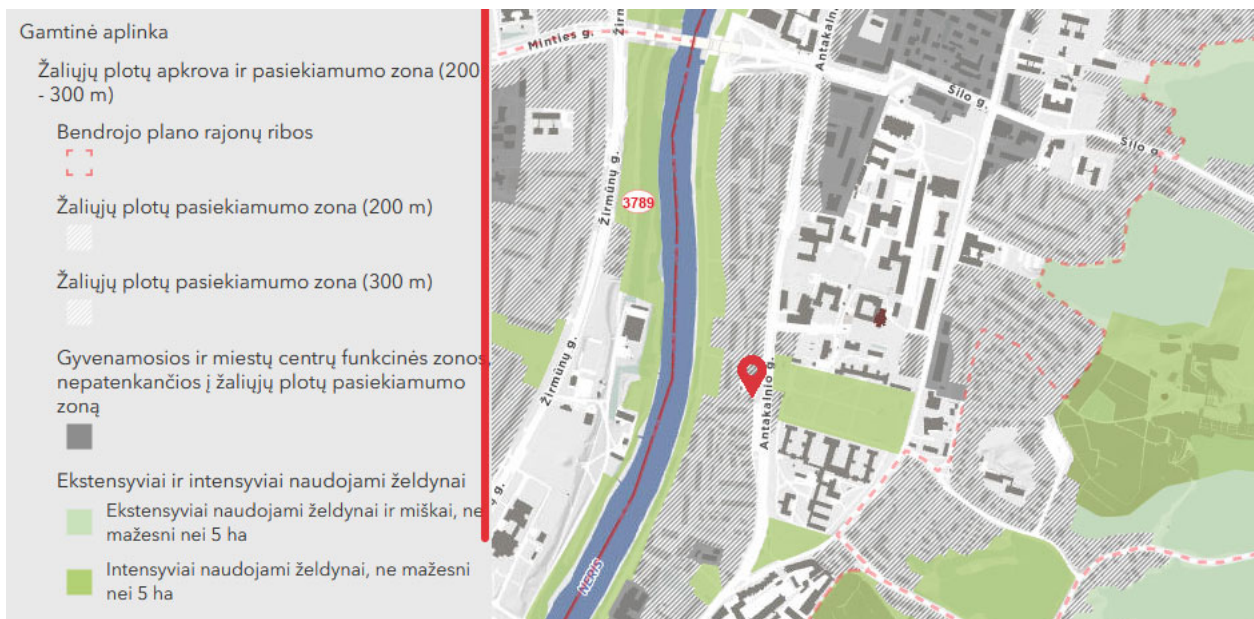 Gamtinė aplinka
Žaliųjų plotų apkrova ir pasiekiamumo zona (200
- 300 m)
Bendrojo plano rajonų ribos
Žaliųjų plotų pasiekiamumo zona (200 m)
Žaliųjų plotų pasiekiamumo zona (300 m)
Gyvenamosios ir miestų centrų funkcinės zonos,
nepatenkančios į žaliųjų plotų pasiekiamumo
zoną
Ekstensyviai ir intensyviai naudojami želdynai
Ekstensyviai naudojami želdynai ir miškai, ne
mažesni nei 5 ha
Intensyviai naudojami želdynai, ne mažesni
nei 5 ha
Minties g.
Žir
Antakaln
Šilo g.
Šilo g.
Žirmūnų g.
3789
Žirmūnų g.
Antakalnio g.
g.
NERIS